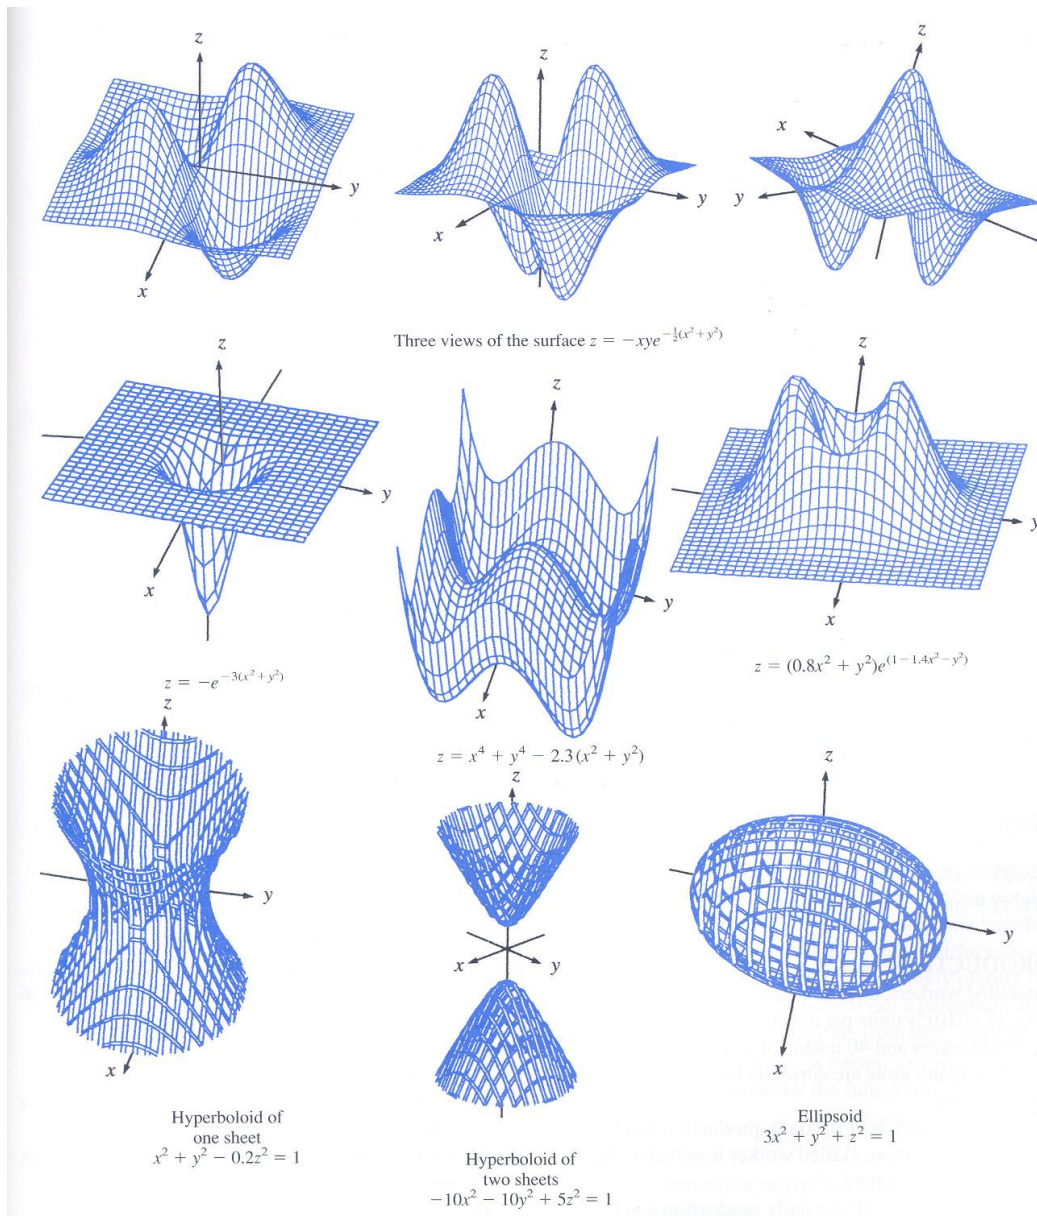 z
z
z
x
y
y
x
y
x
Three views of the surface z = −xye^{−½(x² + y²)}
z
z
z
y
x
y
x
y
x
z = −e^{−3(x² + y²)}
z = (0.8x² + y²)e^{(1 − 1.4x² − y²)}
z = x⁴ + y⁴ − 2.3(x² + y²)
z
z
z
y
x
y
y
x
x
Hyperboloid of
one sheet
x² + y² − 0.2z² = 1
Hyperboloid of
two sheets
−10x² − 10y² + 5z² = 1
Ellipsoid
3x² + y² + z² = 1